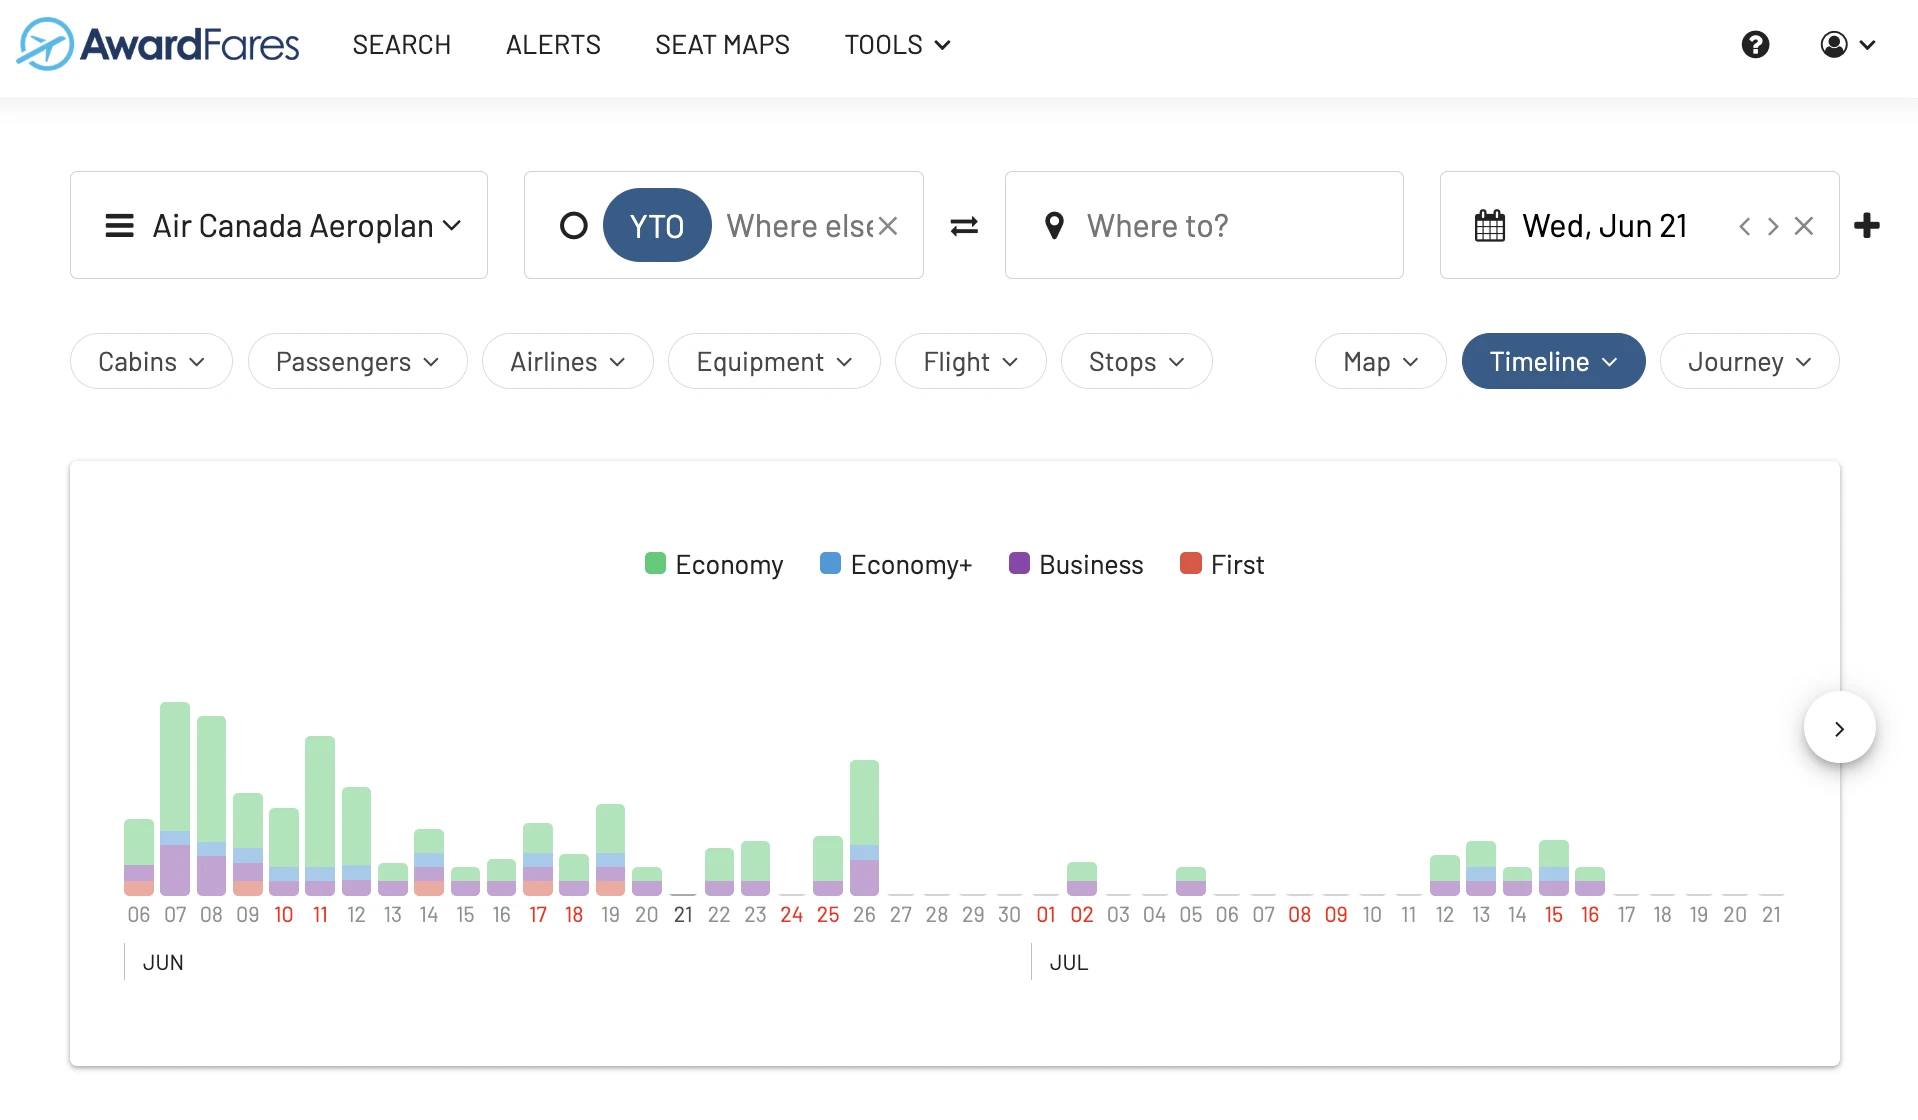 AwardFares SEARCH ALERTS SEAT MAPS TOOLS
Air Canada Aeroplan YTO Where else Where to? Wed, Jun 21
Cabins Passengers Airlines Equipment Flight Stops Map Timeline Journey
Economy Economy+ Business First
06 07 08 09 10 11 12 13 14 15 16 17 18 19 20 21 22 23 24 25 26 27 28 29 30 01 02 03 04 05 06 07 08 09 10 11 12 13 14 15 16 17 18 19 20 21
JUN JUL